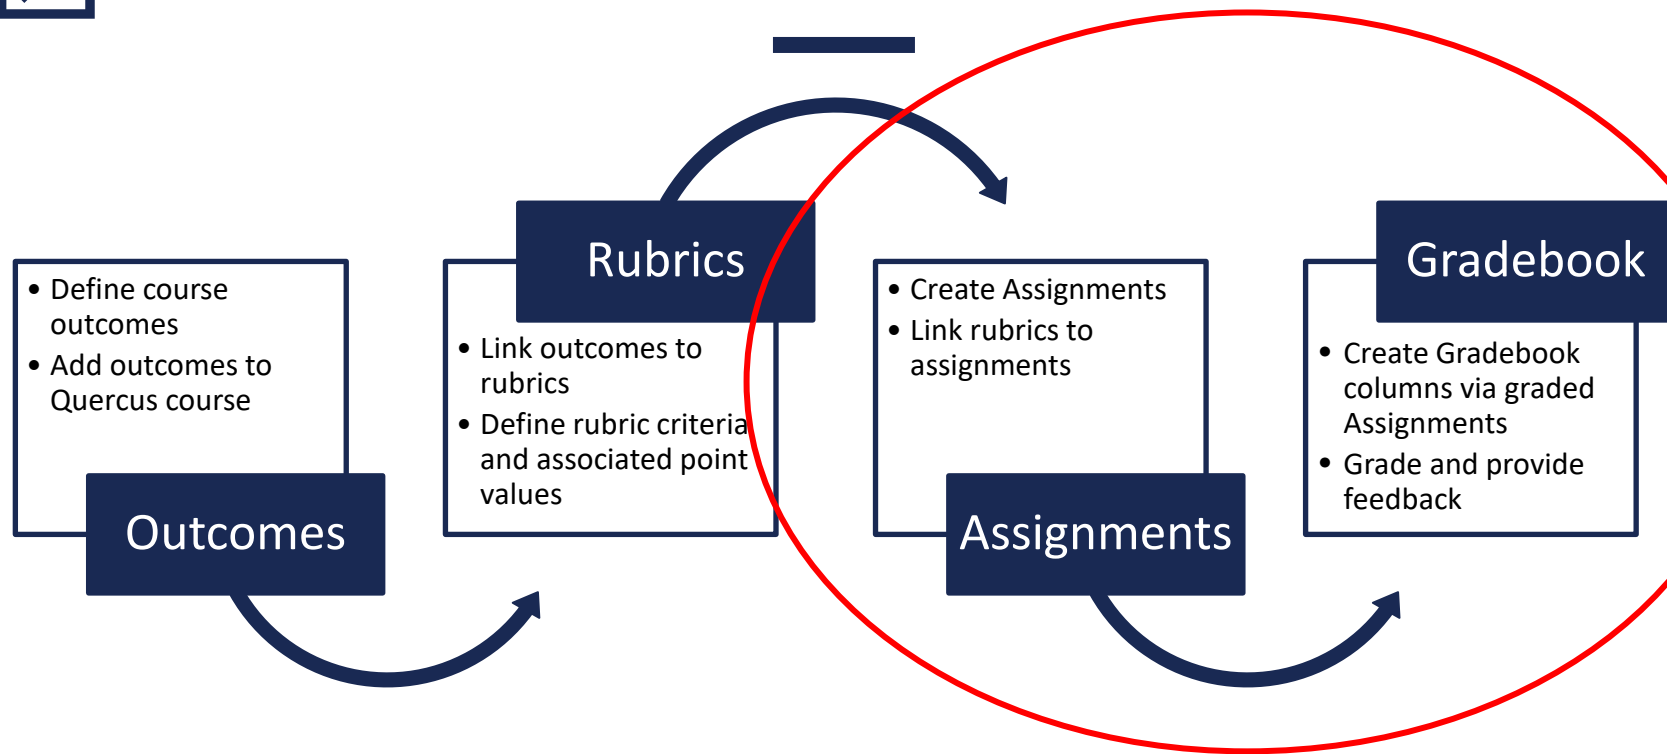 • Define course
outcomes
• Add outcomes to
Quercus course
Outcomes
Rubrics
• Link outcomes to
rubrics
• Define rubric criteria
and associated point
values
• Create Assignments
• Link rubrics to
assignments
Assignments
Gradebook
• Create Gradebook
columns via graded
Assignments
• Grade and provide
feedback